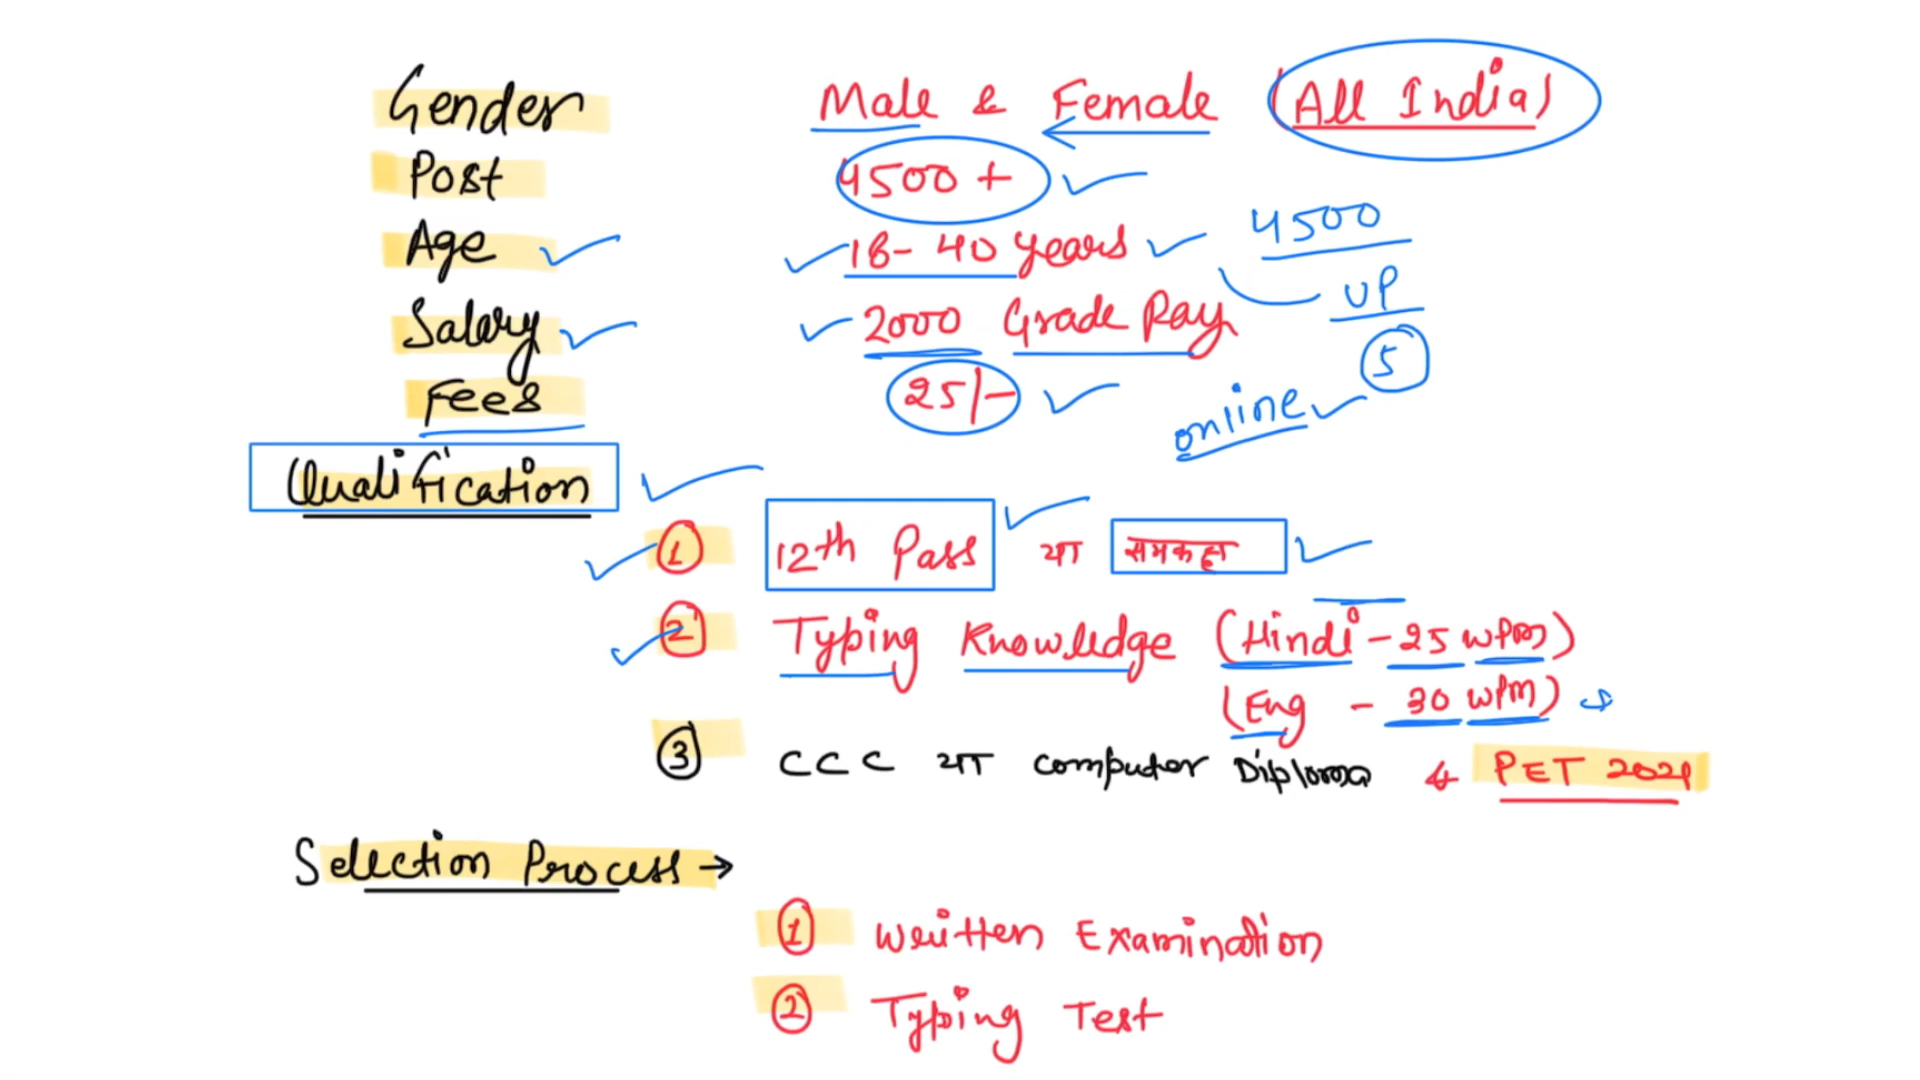 Gender Male & Female (All India)
Post 4500+
Age 18-40 years 4500
UP
Salary 2000 Grade Pay
5
Fees 25/- online
Qualification
① 12th Pass या समकक्ष
② Typing Knowledge (Hindi - 25 WPM)
(Eng - 30 WPM)
③ CCC या computer Diploma & PET 2021
Selection Process →
① Written Examination
② Typing Test